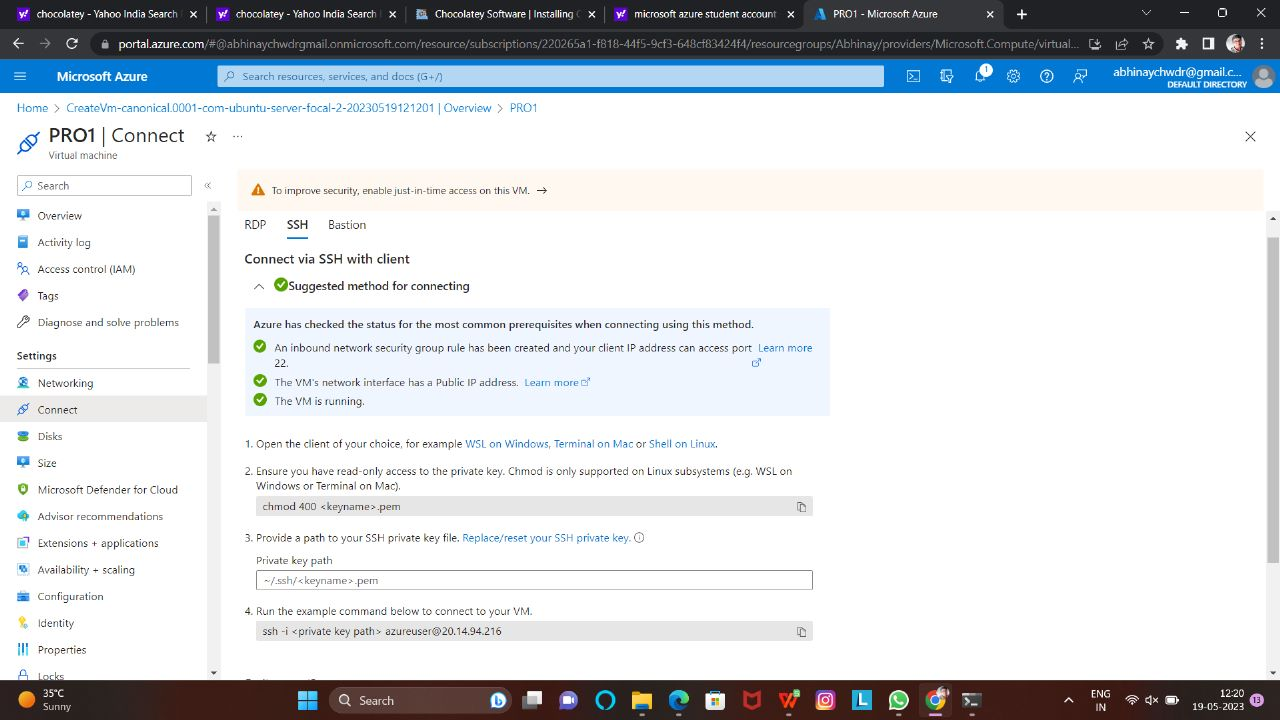 chocolatey - Yahoo India Search
chocolatey - Yahoo India Search
Chocolatey Software | Installing
microsoft azure student account
PRO1 - Microsoft Azure
portal.azure.com/#@abhinaychwdrgmail.onmicrosoft.com/resource/subscriptions/220265a1-f818-44f5-9cf3-648cf83424f4/resourcegroups/Abhinay/providers/Microsoft.Compute/virtual...
Microsoft Azure
Search resources, services, and docs (G+/)
1
abhinaychwdr@gmail.c...
DEFAULT DIRECTORY
Home > CreateVm-canonical.0001-com-ubuntu-server-focal-2-20230519121201 | Overview > PRO1
PRO1 | Connect
Virtual machine
Search
Overview
Activity log
Access control (IAM)
Tags
Diagnose and solve problems
Settings
Networking
Connect
Disks
Size
Microsoft Defender for Cloud
Advisor recommendations
Extensions + applications
Availability + scaling
Configuration
Identity
Properties
Locks
To improve security, enable just-in-time access on this VM. →
RDP SSH Bastion
Connect via SSH with client
Suggested method for connecting
Azure has checked the status for the most common prerequisites when connecting using this method.
An inbound network security group rule has been created and your client IP address can access port Learn more
22.
The VM's network interface has a Public IP address. Learn more
The VM is running.
1. Open the client of your choice, for example WSL on Windows, Terminal on Mac or Shell on Linux.
2. Ensure you have read-only access to the private key. Chmod is only supported on Linux subsystems (e.g. WSL on
Windows or Terminal on Mac).
chmod 400 <keyname>.pem
3. Provide a path to your SSH private key file. Replace/reset your SSH private key.
Private key path
~/.ssh/<keyname>.pem
4. Run the example command below to connect to your VM.
ssh -i <private key path> azureuser@20.14.94.216
35°C
Sunny
Search
ENG
IN
12:20
19-05-2023
13